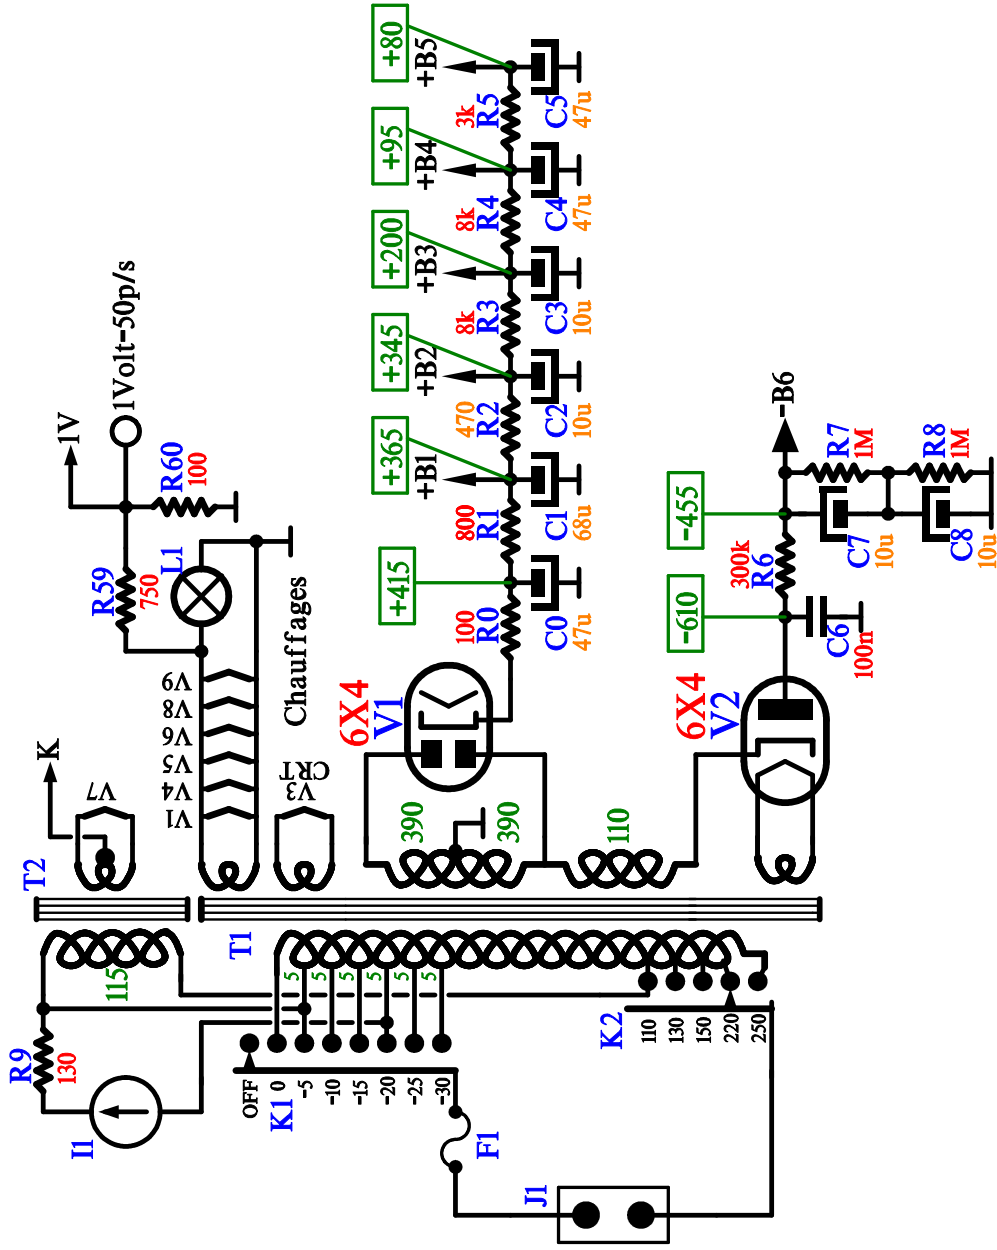 R9
130
I1
T2
115
K
V7
1V
1Volt=50p/s
R59
750
R60
100
L1
V1 V4 V5 V6 V8 V9
Chauffages
V3
CRT
T1
OFF
0
-5
-10
-15
-20
-25
-30
K1
5
5
5
5
5
5
F1
J1
K2
110
130
150
220
250
390
390
110
6X4
V1
+415
+365
+345
+200
+95
+80
+B1
+B2
+B3
+B4
+B5
100
800
470
8k
8k
3k
R0
R1
R2
R3
R4
R5
C0
C1
C2
C3
C4
C5
47u
68u
10u
10u
47u
47u
6X4
V2
-610
-455
300k
R6
-B6
C6
100n
C7
10u
R7
1M
C8
10u
R8
1M